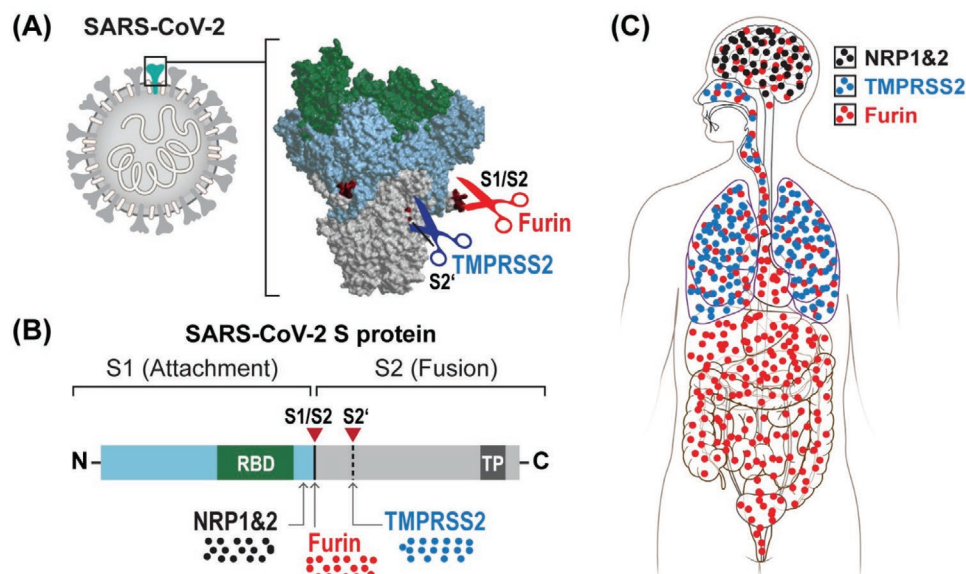 (A)
SARS-CoV-2
S1/S2
Furin
TMPRSS2
S2‘
(B)
SARS-CoV-2 S protein
S1 (Attachment) S2 (Fusion)
S1/S2 S2‘
N RBD TP C
NRP1&2 Furin TMPRSS2
(C)
NRP1&2
TMPRSS2
Furin